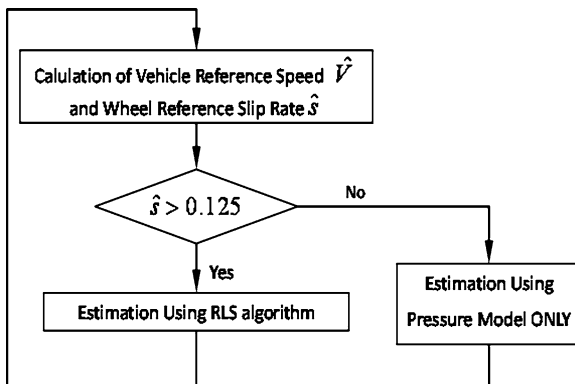 Calulation of Vehicle Reference Speed V̂
and Wheel Reference Slip Rate ŝ
ŝ > 0.125
No
Yes
Estimation Using RLS algorithm
Estimation Using
Pressure Model ONLY